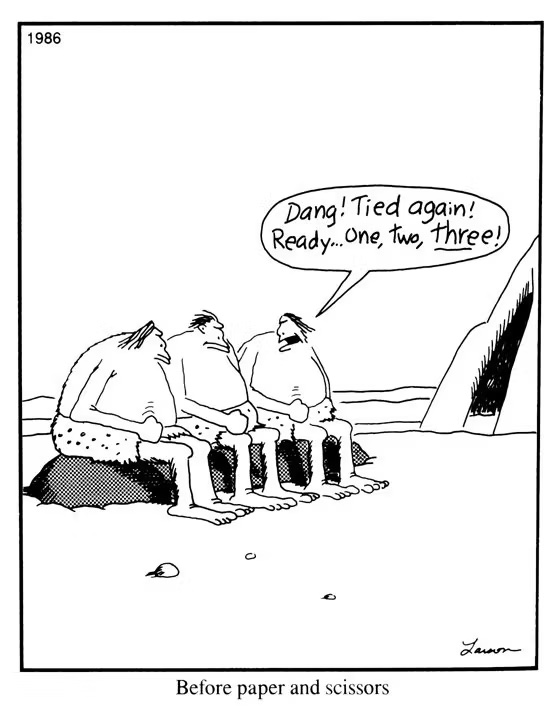 1986
Dang! Tied again!
Ready... One, two, three!
Larson
Before paper and scissors